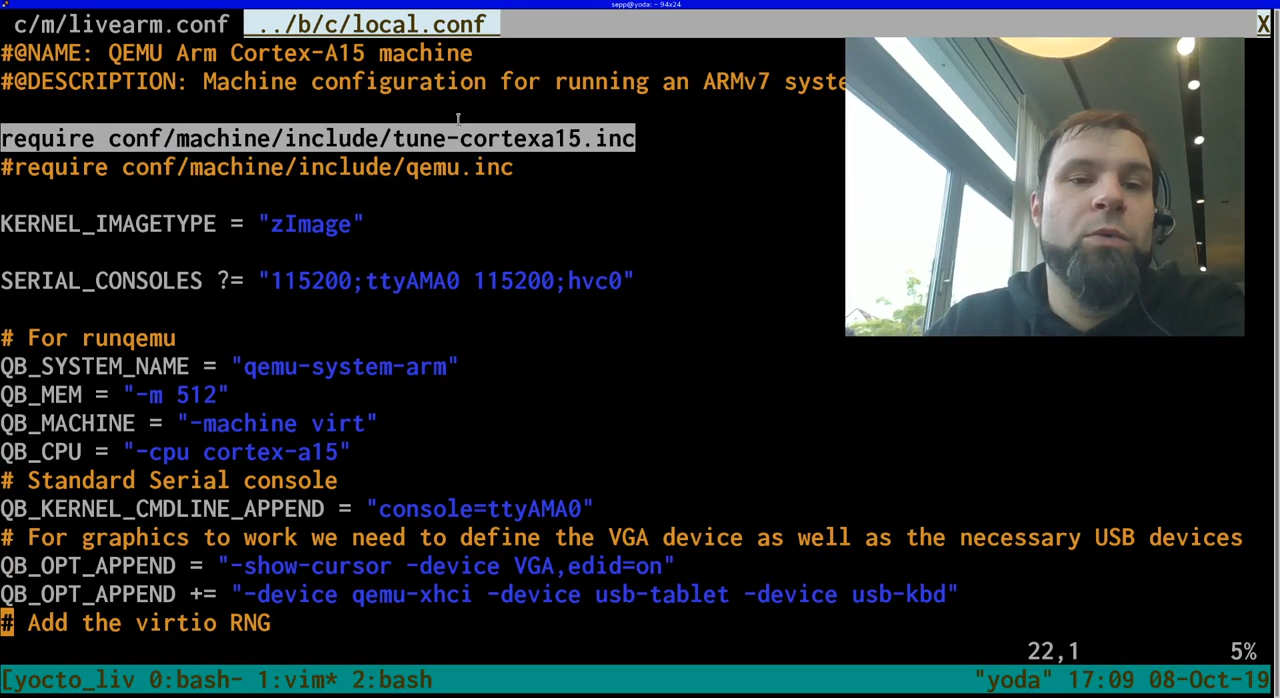 sepp@yoda: ~ 94x24
c/m/livearm.conf ../b/c/local.conf X
#@NAME: QEMU Arm Cortex-A15 machine
#@DESCRIPTION: Machine configuration for running an ARMv7 syste
require conf/machine/include/tune-cortexa15.inc
#require conf/machine/include/qemu.inc
KERNEL_IMAGETYPE = "zImage"
SERIAL_CONSOLES ?= "115200;ttyAMA0 115200;hvc0"
# For runqemu
QB_SYSTEM_NAME = "qemu-system-arm"
QB_MEM = "-m 512"
QB_MACHINE = "-machine virt"
QB_CPU = "-cpu cortex-a15"
# Standard Serial console
QB_KERNEL_CMDLINE_APPEND = "console=ttyAMA0"
# For graphics to work we need to define the VGA device as well as the necessary USB devices
QB_OPT_APPEND = "-show-cursor -device VGA,edid=on"
QB_OPT_APPEND += "-device qemu-xhci -device usb-tablet -device usb-kbd"
# Add the virtio RNG
22,1 5%
[yocto_liv 0:bash- 1:vim* 2:bash "yoda" 17:09 08-Oct-19